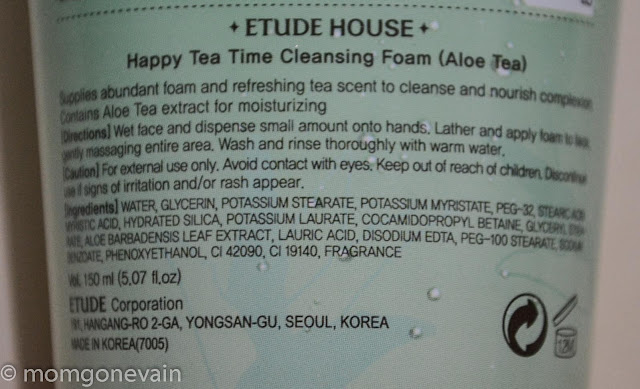 ETUDE HOUSE
Happy Tea Time Cleansing Foam (Aloe Tea)
Supplies abundant foam and refreshing tea scent to cleanse and nourish complexion
Contains Aloe Tea extract for moisturizing
[Directions] Wet face and dispense small amount onto hands. Lather and apply foam to face,
gently massaging entire area. Wash and rinse thoroughly with warm water.
[Caution] For external use only. Avoid contact with eyes. Keep out of reach of children. Discontinue
use if signs of irritation and/or rash appear.
[Ingredients] WATER, GLYCERIN, POTASSIUM STEARATE, POTASSIUM MYRISTATE, PEG-32, STEARIC ACID
MYRISTIC ACID, HYDRATED SILICA, POTASSIUM LAURATE, COCAMIDOPROPYL BETAINE, GLYCERYL STEA-
RATE, ALOE BARBADENSIS LEAF EXTRACT, LAURIC ACID, DISODIUM EDTA, PEG-100 STEARATE, SODIUM
BENZOATE, PHENOXYETHANOL, CI 42090, CI 19140, FRAGRANCE
Vol. 150 ml (5.07 fl.oz)
ETUDE Corporation
HANGANG-RO 2-GA, YONGSAN-GU, SEOUL, KOREA
MADE IN KOREA(7005)
12M
© momgonevain